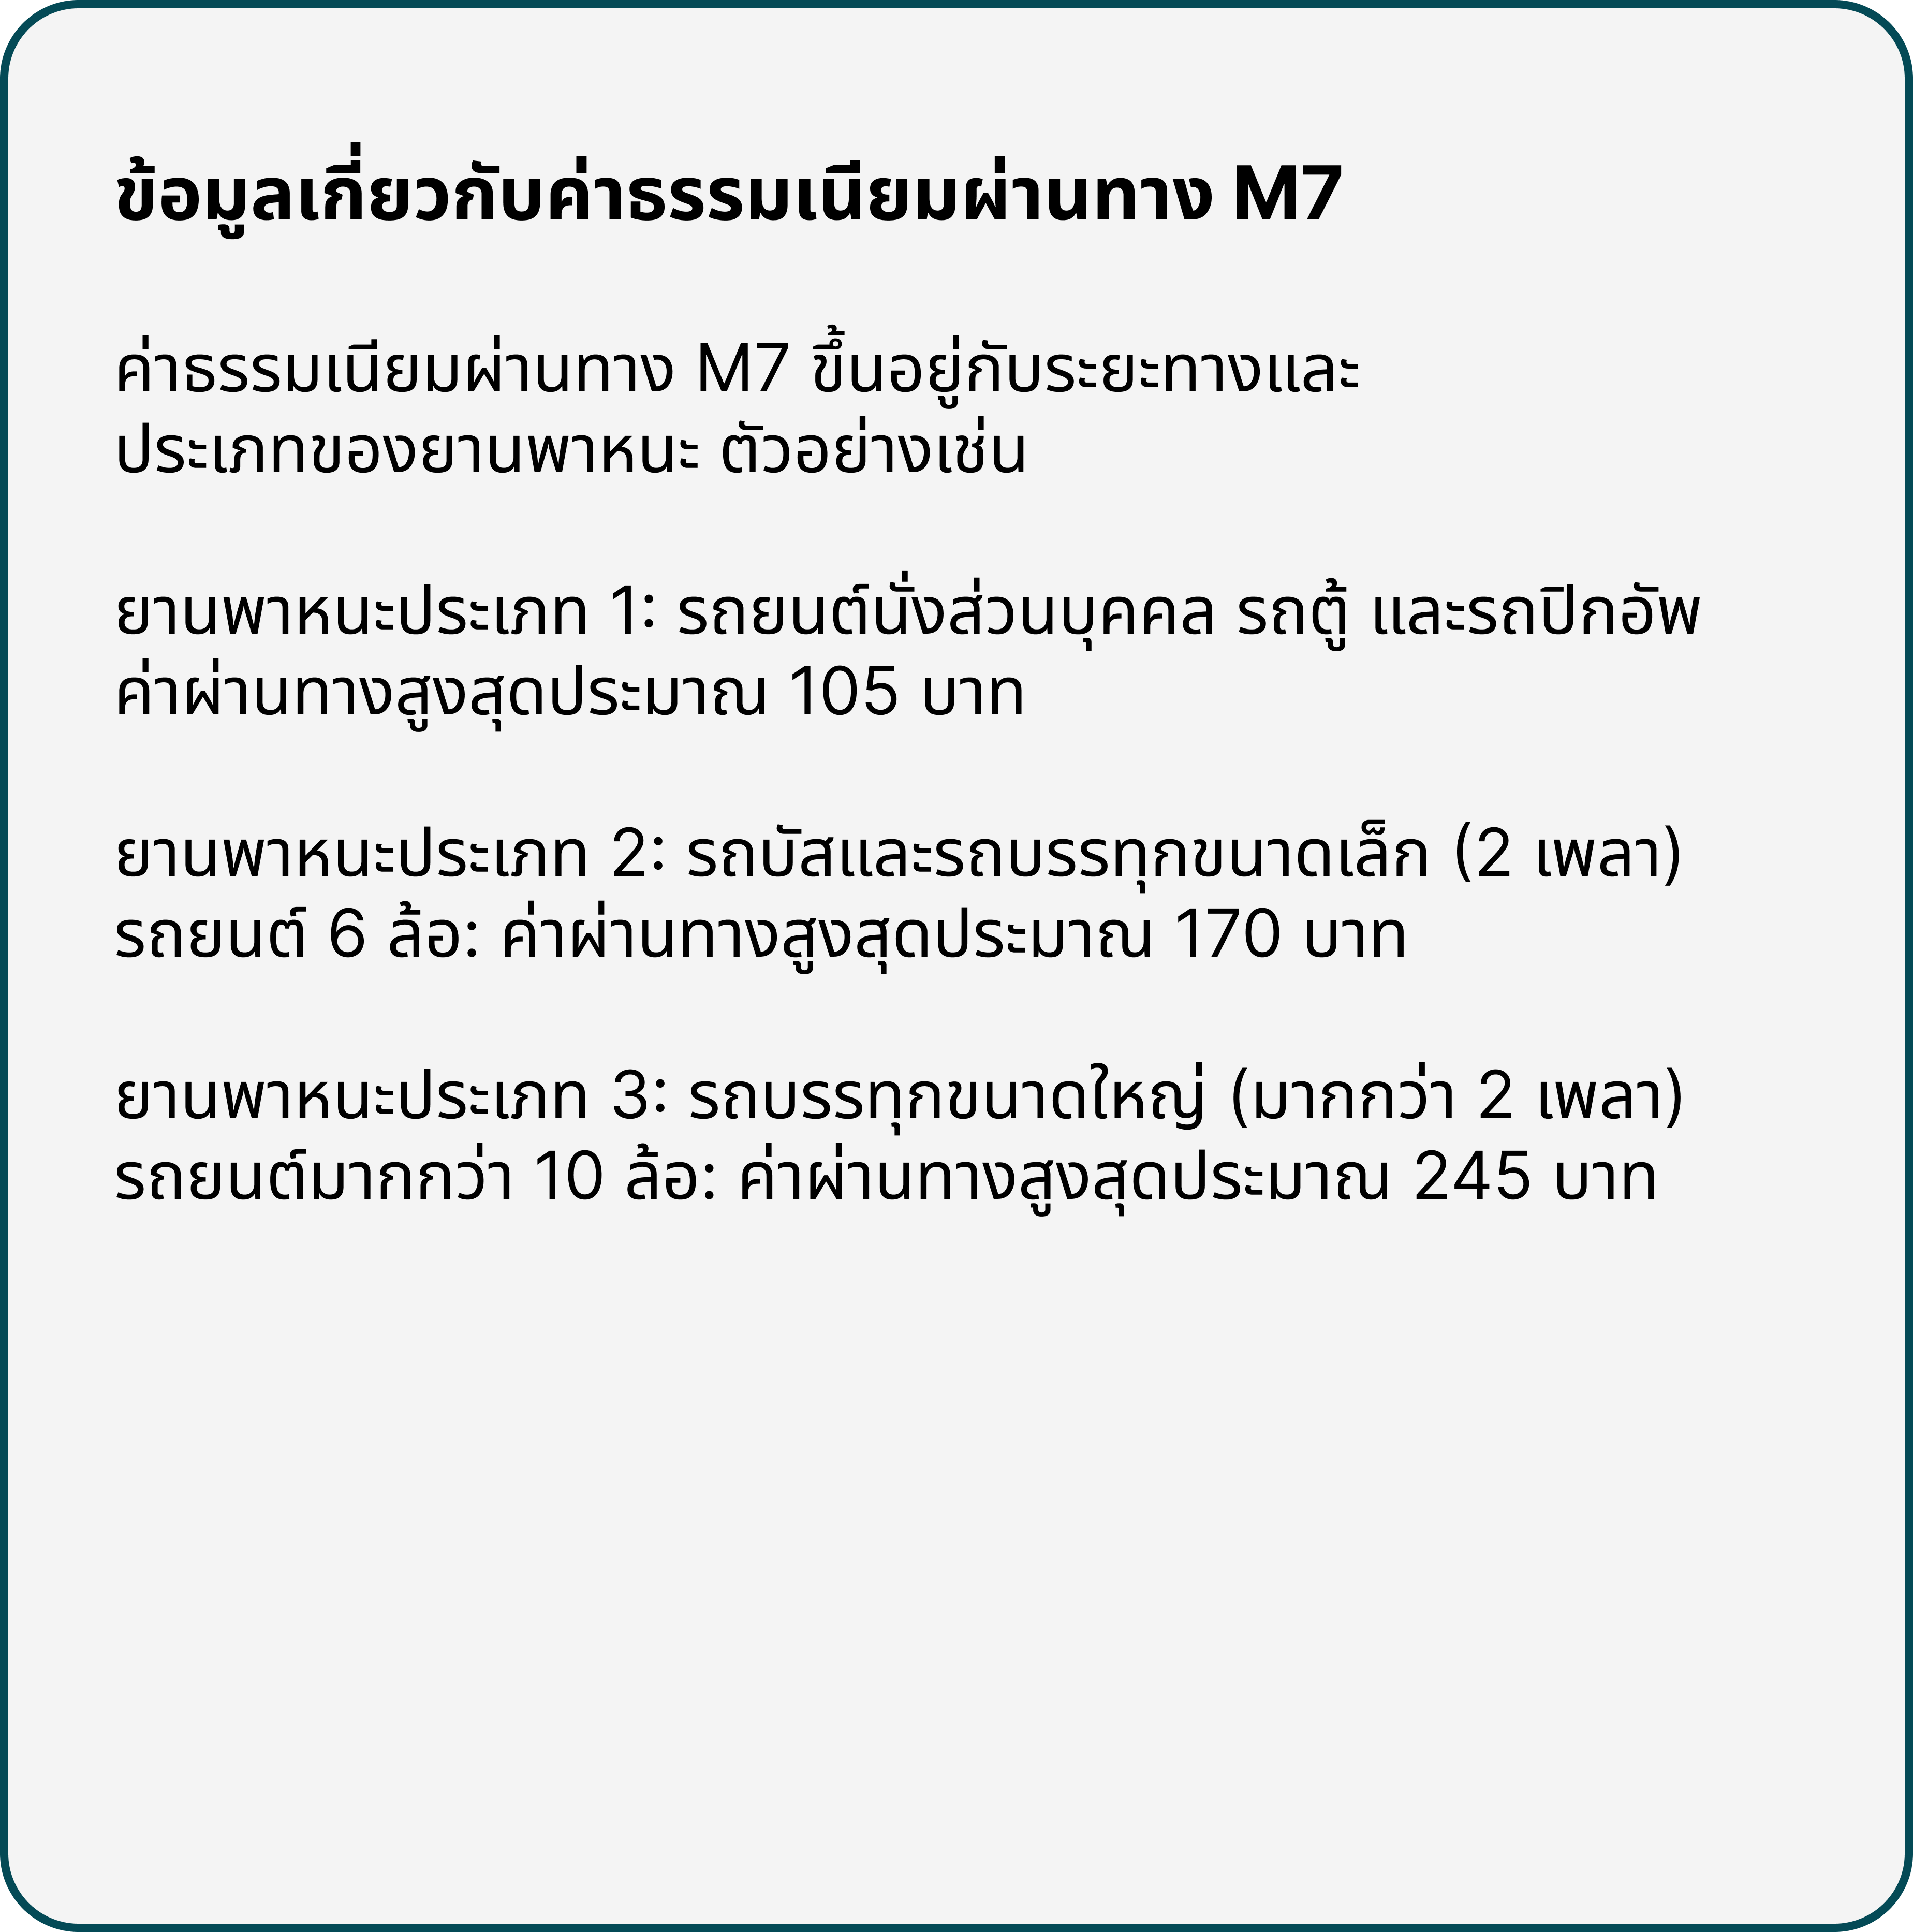 ข้อมูลเกี่ยวกับค่าธรรมเนียมผ่านทาง M7
ค่าธรรมเนียมผ่านทาง M7 ขึ้นอยู่กับระยะทางและ
ประเภทของยานพาหนะ ตัวอย่างเช่น
ยานพาหนะประเภท 1: รถยนต์นั่งส่วนบุคคล รถตู้ และรถปิกอัพ
ค่าผ่านทางสูงสุดประมาณ 105 บาท
ยานพาหนะประเภท 2: รถบัสและรถบรรทุกขนาดเล็ก (2 เพลา)
รถยนต์ 6 ล้อ: ค่าผ่านทางสูงสุดประมาณ 170 บาท
ยานพาหนะประเภท 3: รถบรรทุกขนาดใหญ่ (มากกว่า 2 เพลา)
รถยนต์มากกว่า 10 ล้อ: ค่าผ่านทางสูงสุดประมาณ 245 บาท